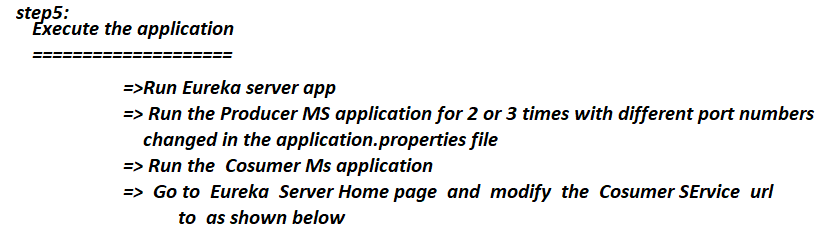 step5:
Execute the application
====================
=>Run Eureka server app
=> Run the Producer MS application for 2 or 3 times with different port numbers
changed in the application.properties file
=> Run the Cosumer Ms application
=> Go to Eureka Server Home page and modify the Cosumer SErvice url
to as shown below